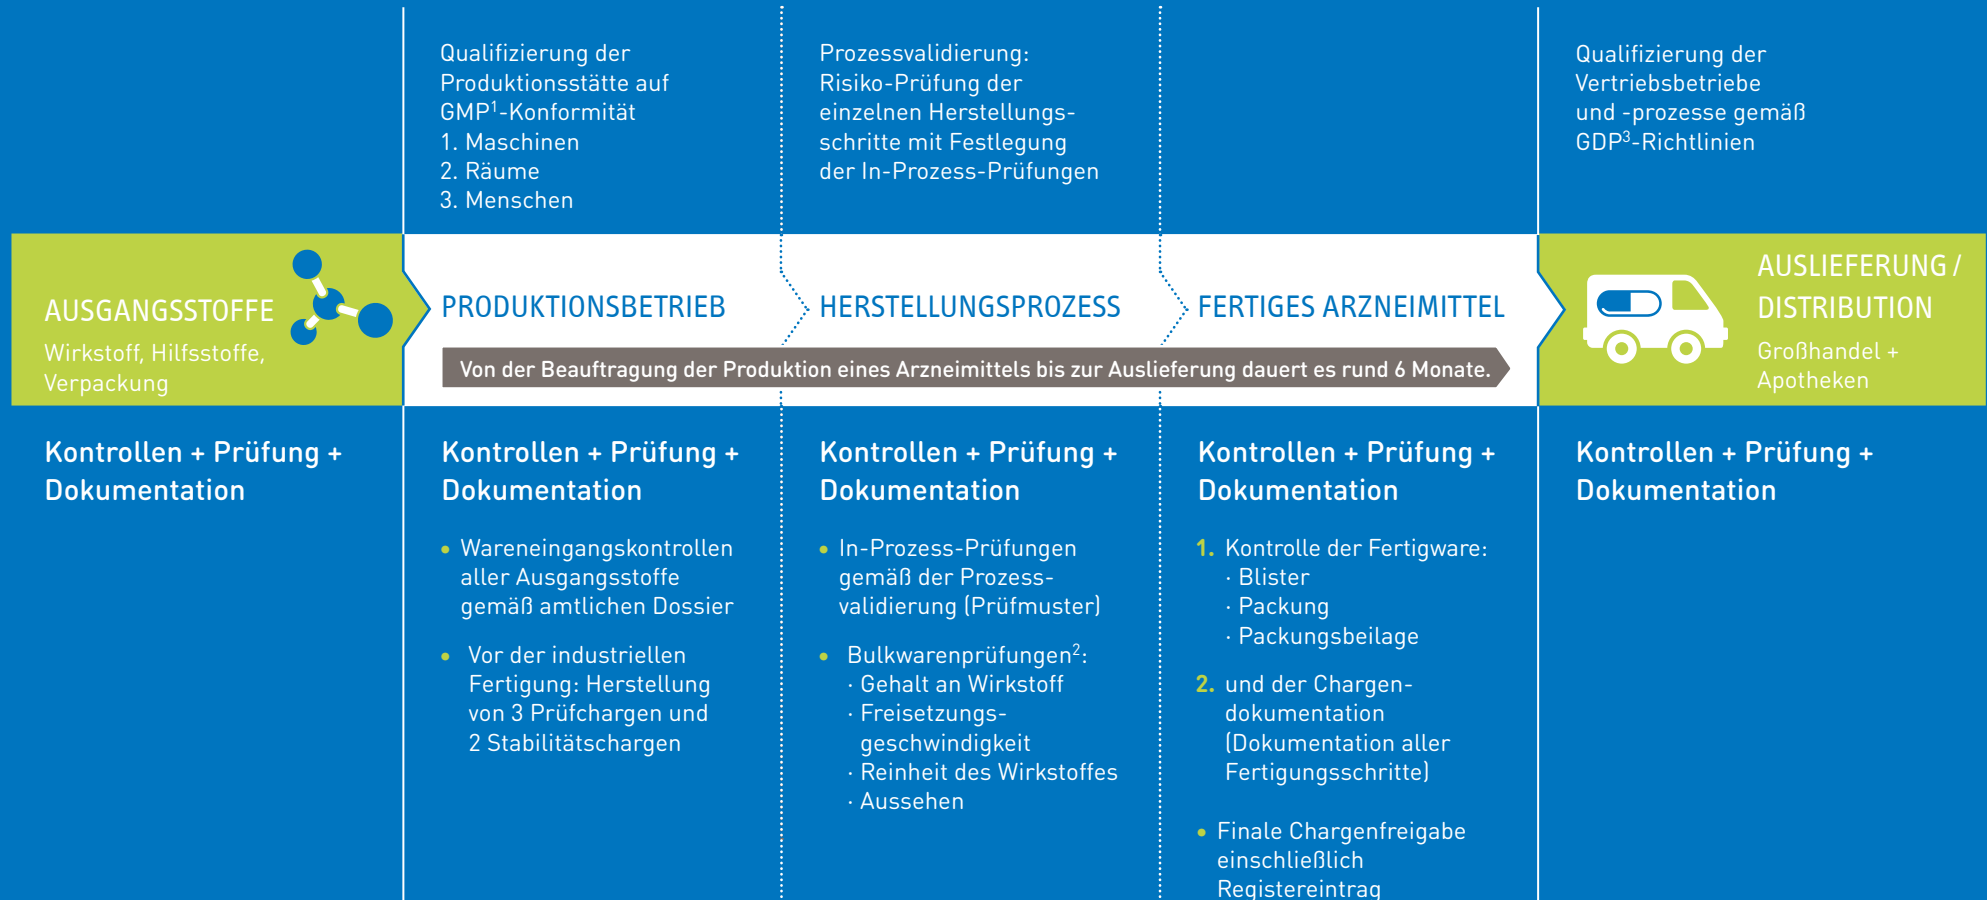 Qualifizierung der
Produktionsstätte auf
GMP¹-Konformität
1. Maschinen
2. Räume
3. Menschen
Prozessvalidierung:
Risiko-Prüfung der
einzelnen Herstellungs-
schritte mit Festlegung
der In-Prozess-Prüfungen
Qualifizierung der
Vertriebsbetriebe
und -prozesse gemäß
GDP³-Richtlinien
AUSGANGSSTOFFE
Wirkstoff, Hilfsstoffe,
Verpackung
PRODUKTIONSBETRIEB
HERSTELLUNGSPROZESS
FERTIGES ARZNEIMITTEL
Von der Beauftragung der Produktion eines Arzneimittels bis zur Auslieferung dauert es rund 6 Monate.
AUSLIEFERUNG /
DISTRIBUTION
Großhandel +
Apotheken
Kontrollen + Prüfung +
Dokumentation
Kontrollen + Prüfung +
Dokumentation
• Wareneingangskontrollen
aller Ausgangsstoffe
gemäß amtlichen Dossier
• Vor der industriellen
Fertigung: Herstellung
von 3 Prüfchargen und
2 Stabilitätschargen
Kontrollen + Prüfung +
Dokumentation
• In-Prozess-Prüfungen
gemäß der Prozess-
validierung (Prüfmuster)
• Bulkwarenprüfungen²:
· Gehalt an Wirkstoff
· Freisetzungs-
geschwindigkeit
· Reinheit des Wirkstoffes
· Aussehen
Kontrollen + Prüfung +
Dokumentation
1. Kontrolle der Fertigware:
· Blister
· Packung
· Packungsbeilage
2. und der Chargen-
dokumentation
(Dokumentation aller
Fertigungsschritte)
• Finale Chargenfreigabe
einschließlich
Registereintrag
Kontrollen + Prüfung +
Dokumentation